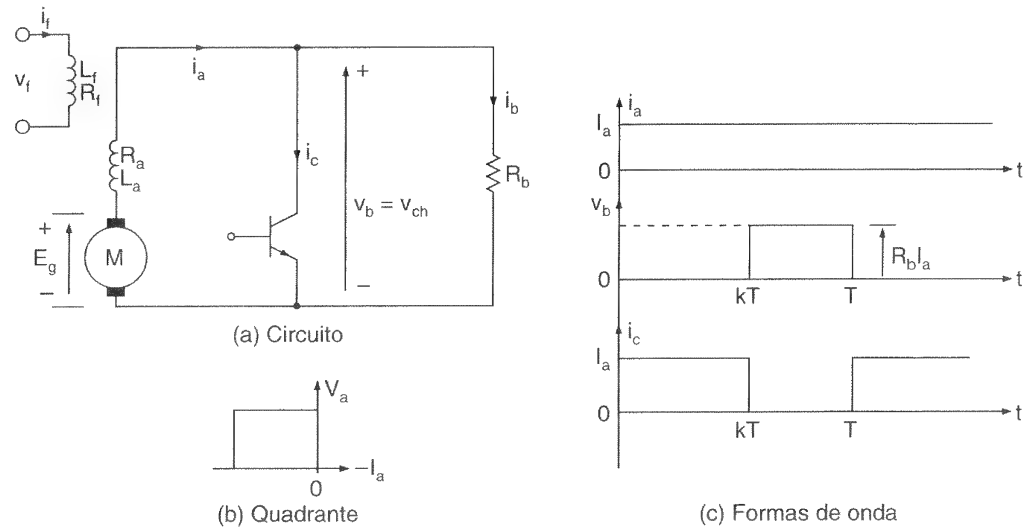 i_f
v_f
L_f
R_f
i_a
R_a
L_a
+
E_g
−
M
i_c
+
v_b = v_ch
−
i_b
R_b
(a) Circuito
V_a
−I_a
0
(b) Quadrante
i_a
I_a
0
t
v_b
R_bI_a
0
kT
T
t
i_c
I_a
0
kT
T
t
(c) Formas de onda